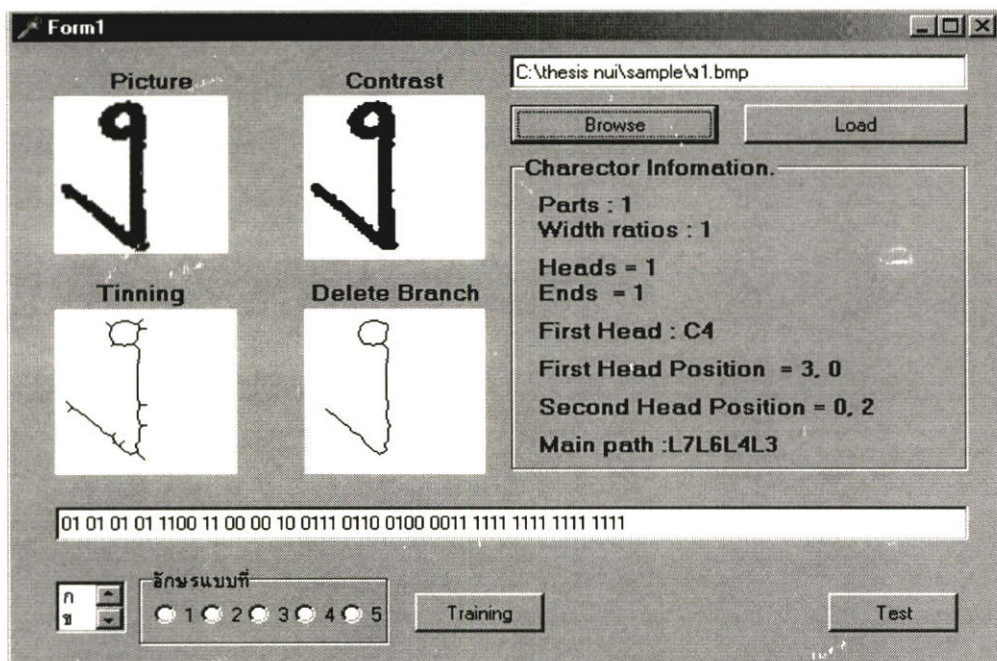 Form1
Picture
Contrast
C:\thesis nui\sample\ง1.bmp
Browse
Load
Charector Infomation.
Parts : 1
Width ratios : 1
Heads = 1
Ends = 1
First Head : C4
First Head Position = 3, 0
Second Head Position = 0, 2
Main path :L7L6L4L3
Tinning
Delete Branch
01 01 01 01 1100 11 00 00 10 0111 0110 0100 0011 1111 1111 1111 1111
ก
ข
อักษรแบบที่
1 2 3 4 5
Training
Test